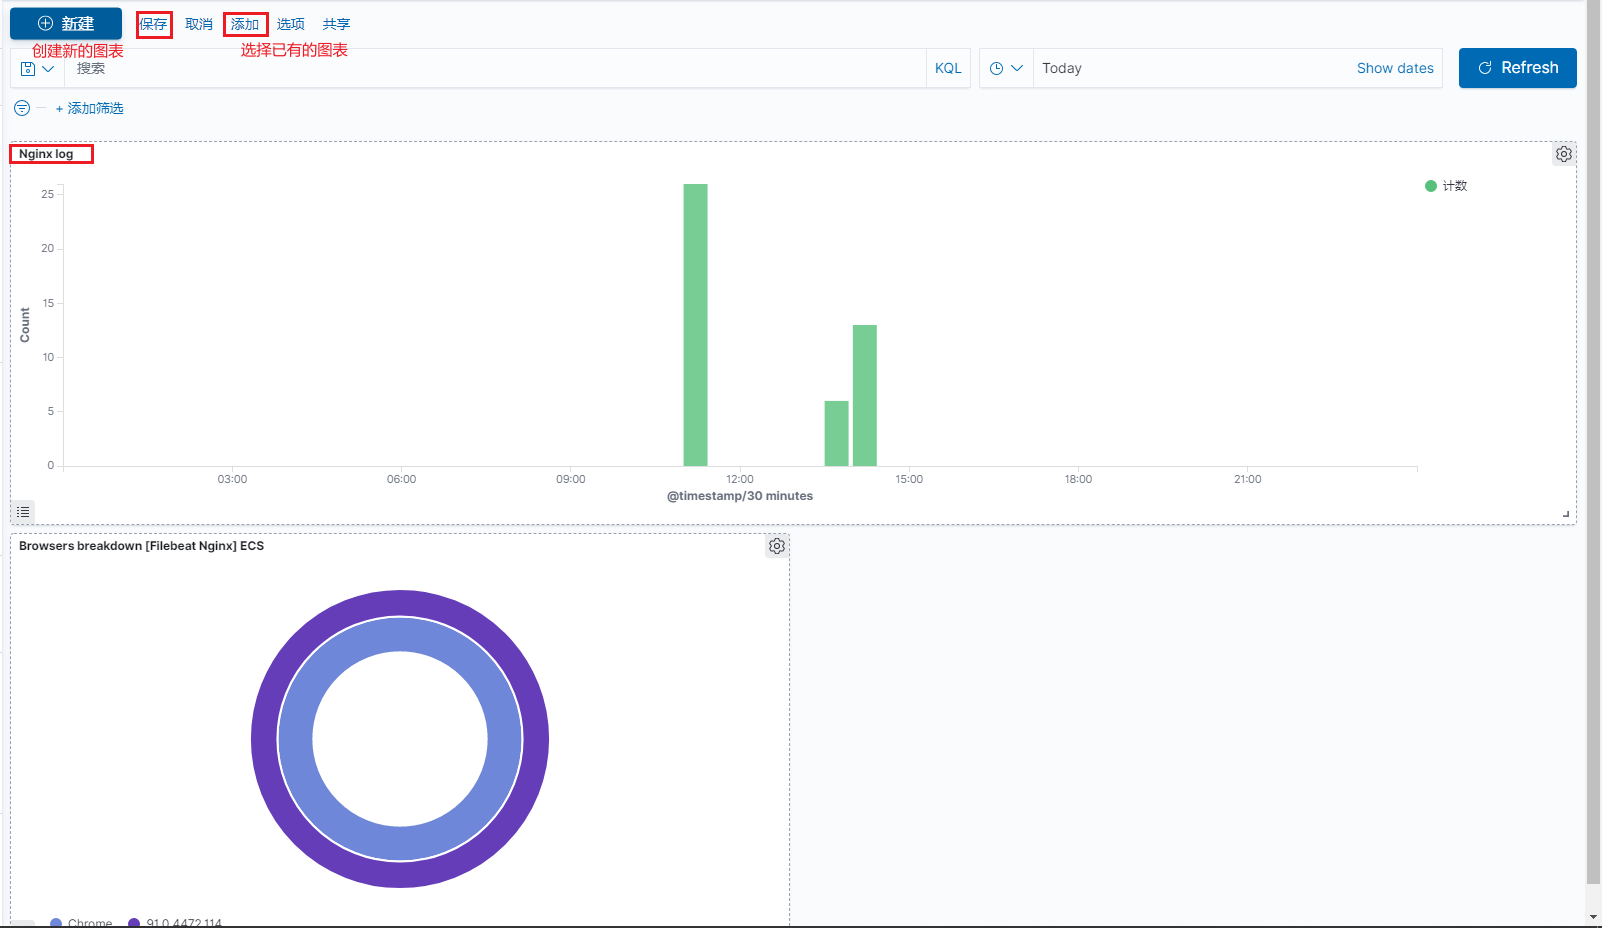 新建 保存 取消 添加 选项 共享
创建新的图表 选择已有的图表
搜索 KQL Today Show dates Refresh
+ 添加筛选
Nginx log
计数
25
20
15
10
5
0
Count
03:00 06:00 09:00 12:00 15:00 18:00 21:00
@timestamp/30 minutes
Browsers breakdown [Filebeat Nginx] ECS
Chrome 91.0.4472.114